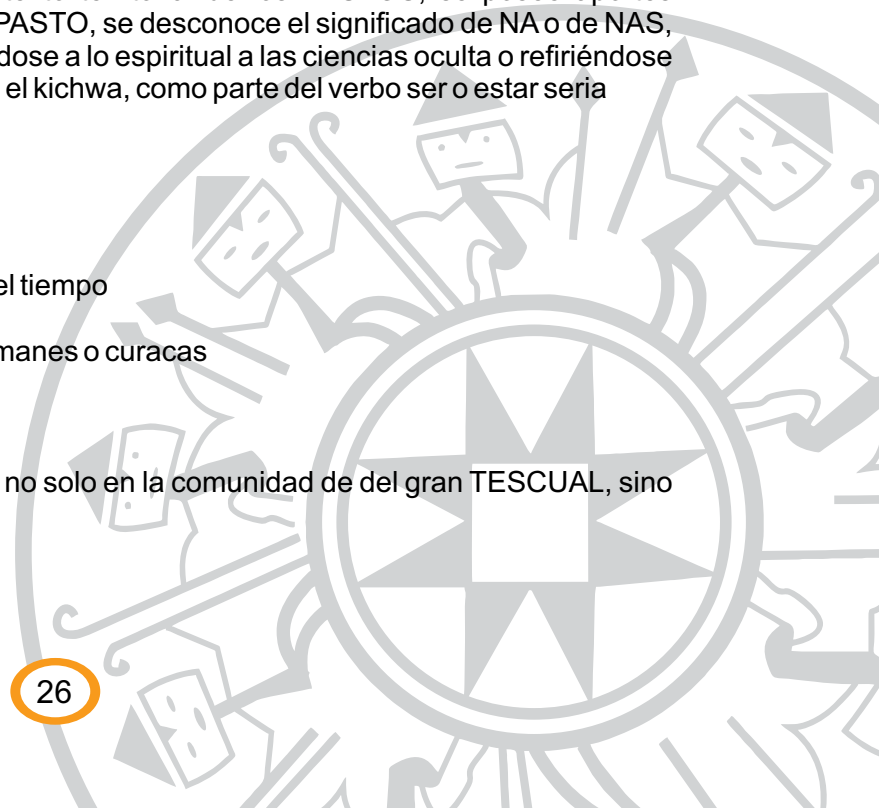 PASTO, se desconoce el significado de NA o de NAS,
dose a lo espiritual a las ciencias oculta o refiriéndose
el kichwa, como parte del verbo ser o estar seria
el tiempo
manes o curacas
no solo en la comunidad de del gran TESCUAL, sino
26